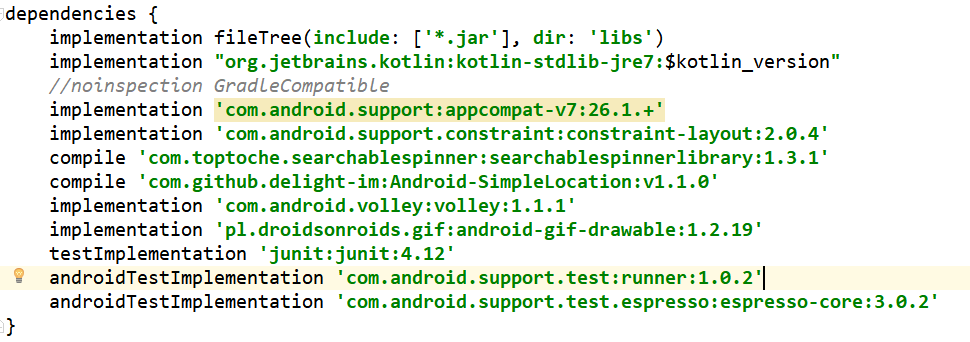 dependencies {
    implementation fileTree(include: ['*.jar'], dir: 'libs')
    implementation "org.jetbrains.kotlin:kotlin-stdlib-jre7:$kotlin_version"
    //noinspection GradleCompatible
    implementation 'com.android.support:appcompat-v7:26.1.+'
    implementation 'com.android.support.constraint:constraint-layout:2.0.4'
    compile 'com.toptoche.searchablespinner:searchablespinnerlibrary:1.3.1'
    compile 'com.github.delight-im:Android-SimpleLocation:v1.1.0'
    implementation 'com.android.volley:volley:1.1.1'
    implementation 'pl.droidsonroids.gif:android-gif-drawable:1.2.19'
    testImplementation 'junit:junit:4.12'
    androidTestImplementation 'com.android.support.test:runner:1.0.2'
    androidTestImplementation 'com.android.support.test.espresso:espresso-core:3.0.2'
}